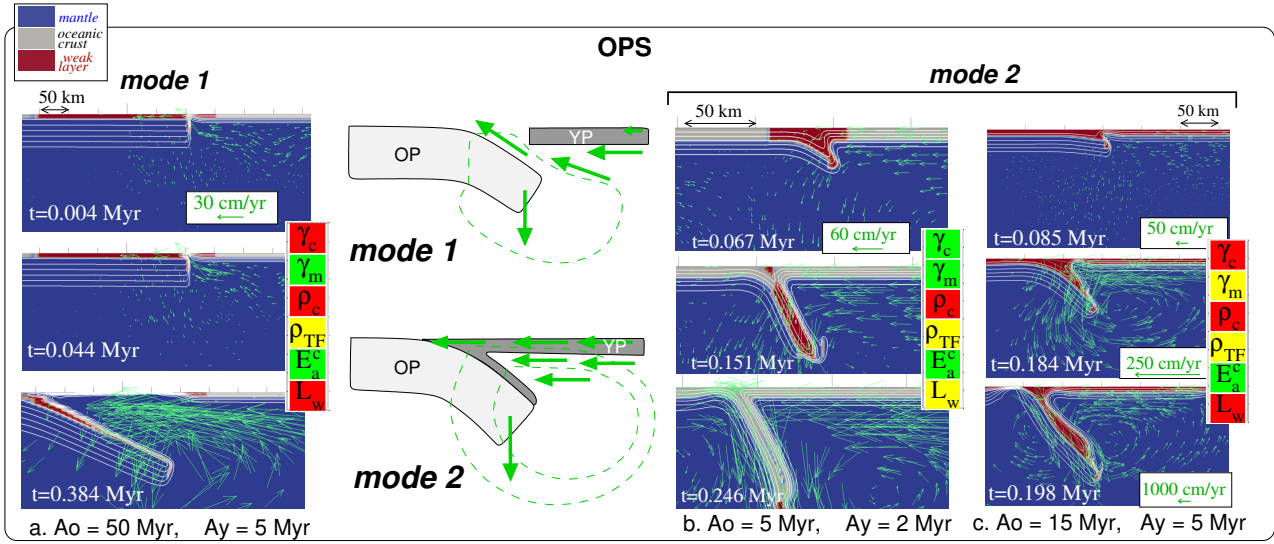 mantle
oceanic
crust
weak
layer
OPS
mode 1
mode 2
50 km
50 km
50 km
YP
OP
t=0.004 Myr
30 cm/yr
mode 1
t=0.067 Myr
60 cm/yr
t=0.085 Myr
50 cm/yr
γc
γm
ρc
ρTF
E^c_a
Lw
γc
γm
ρc
ρTF
E^c_a
Lw
γc
γm
ρc
ρTF
E^c_a
Lw
t=0.044 Myr
YP
OP
t=0.151 Myr
t=0.184 Myr
250 cm/yr
mode 2
t=0.384 Myr
t=0.246 Myr
t=0.198 Myr
1000 cm/yr
a. Ao = 50 Myr, Ay = 5 Myr
b. Ao = 5 Myr, Ay = 2 Myr
c. Ao = 15 Myr, Ay = 5 Myr